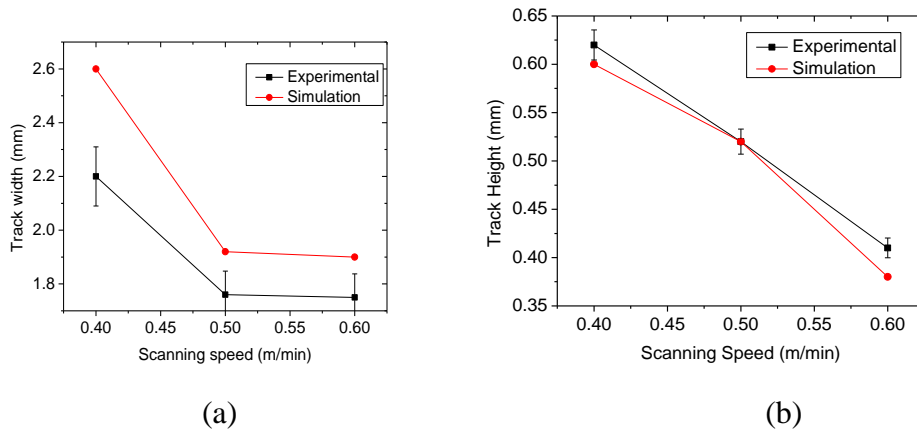 2.6
2.4
2.2
2.0
1.8
Track width (mm)
Experimental
Simulation
0.40 0.45 0.50 0.55 0.60
Scanning speed (m/min)
(a)
0.65
0.60
0.55
0.50
0.45
0.40
0.35
Track Height (mm)
Experimental
Simulation
0.40 0.45 0.50 0.55 0.60
Scanning Speed (m/min)
(b)